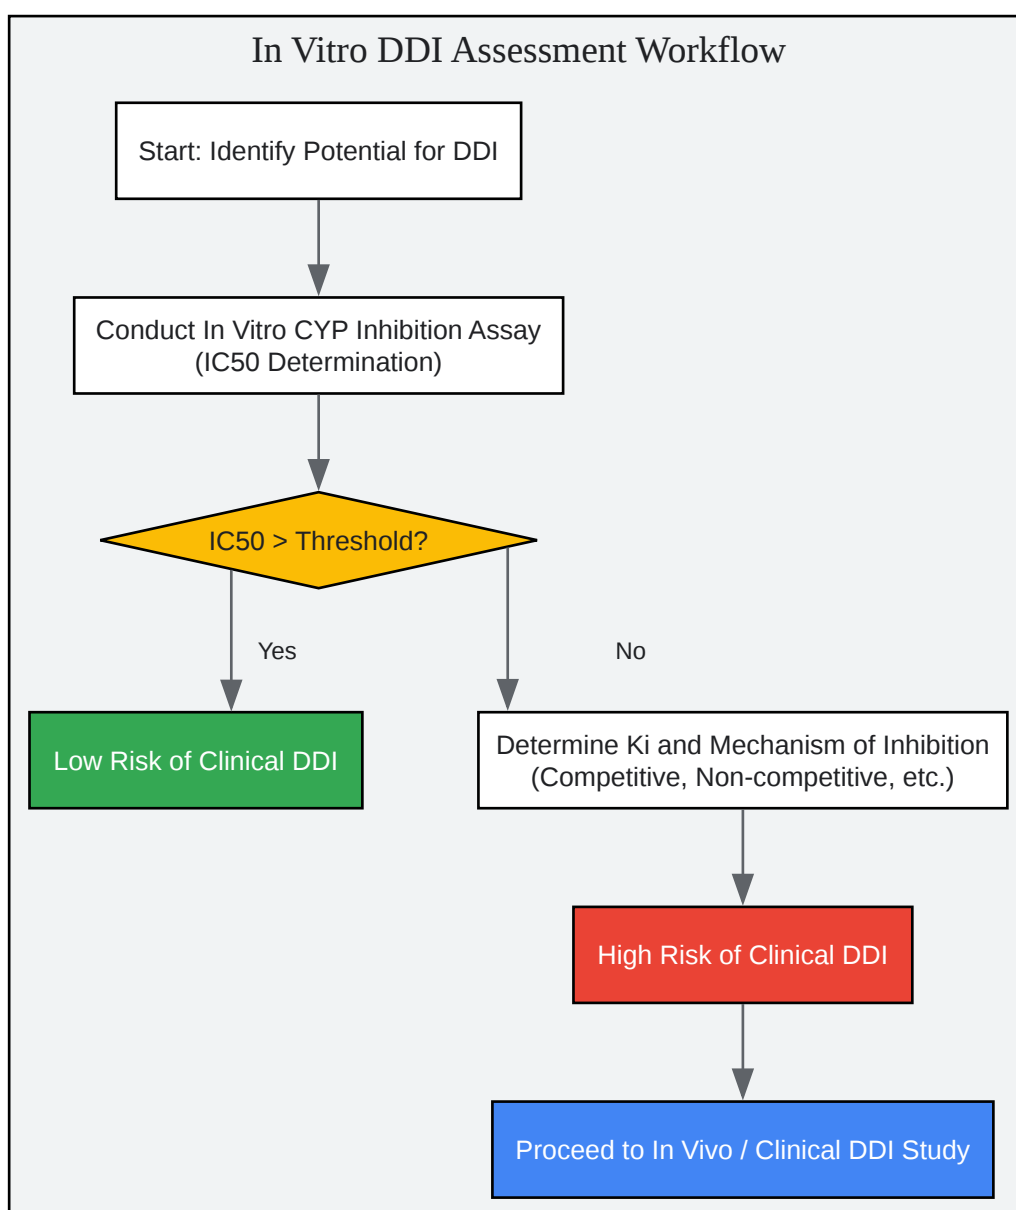 In Vitro DDI Assessment Workflow
Start: Identify Potential for DDI
Conduct In Vitro CYP Inhibition Assay
(IC50 Determination)
IC50 > Threshold?
Yes
No
Low Risk of Clinical DDI
Determine Ki and Mechanism of Inhibition
(Competitive, Non-competitive, etc.)
High Risk of Clinical DDI
Proceed to In Vivo / Clinical DDI Study